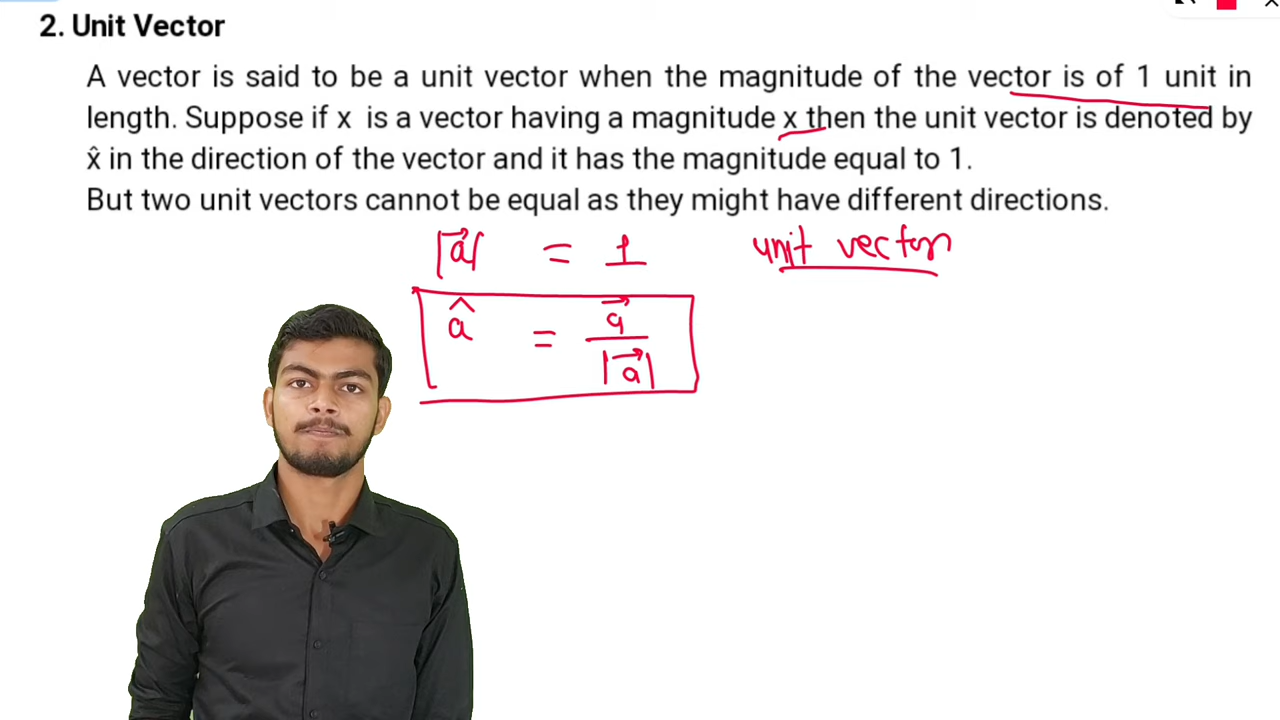 2. Unit Vector
A vector is said to be a unit vector when the magnitude of the vector is of 1 unit in
length. Suppose if x is a vector having a magnitude x then the unit vector is denoted by
x̂ in the direction of the vector and it has the magnitude equal to 1.
But two unit vectors cannot be equal as they might have different directions.
|a⃗| = 1 unit vector
â = a⃗ / |a⃗|